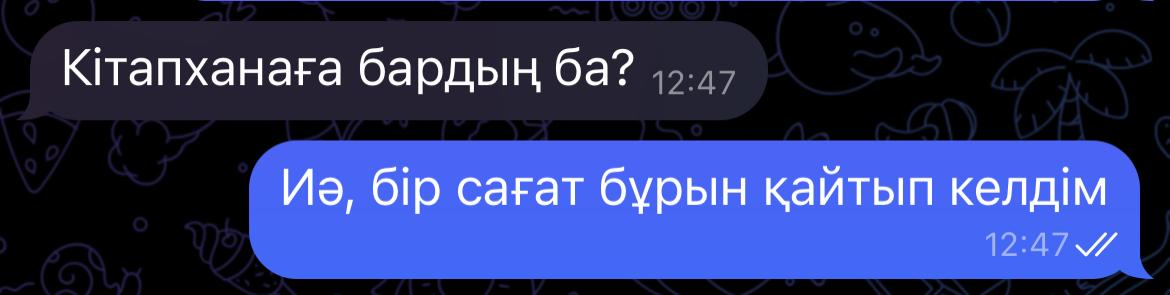 Кітапханаға бардың ба? 12:47
Иә, бір сағат бұрын қайтып келдім
12:47